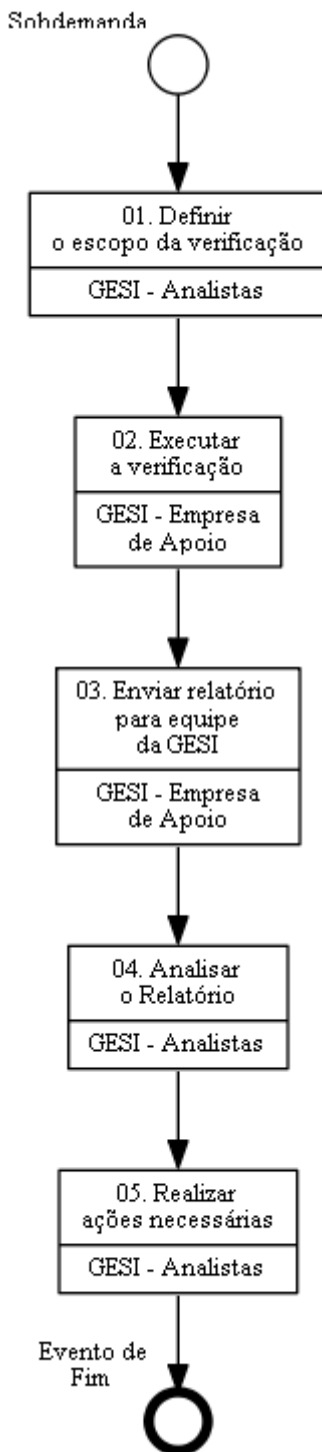 Sobdemanda
01. Definir
o escopo da verificação
GESI - Analistas
02. Executar
a verificação
GESI - Empresa
de Apoio
03. Enviar relatório
para equipe
da GESI
GESI - Empresa
de Apoio
04. Analisar
o Relatório
GESI - Analistas
05. Realizar
ações necessárias
GESI - Analistas
Evento de
Fim